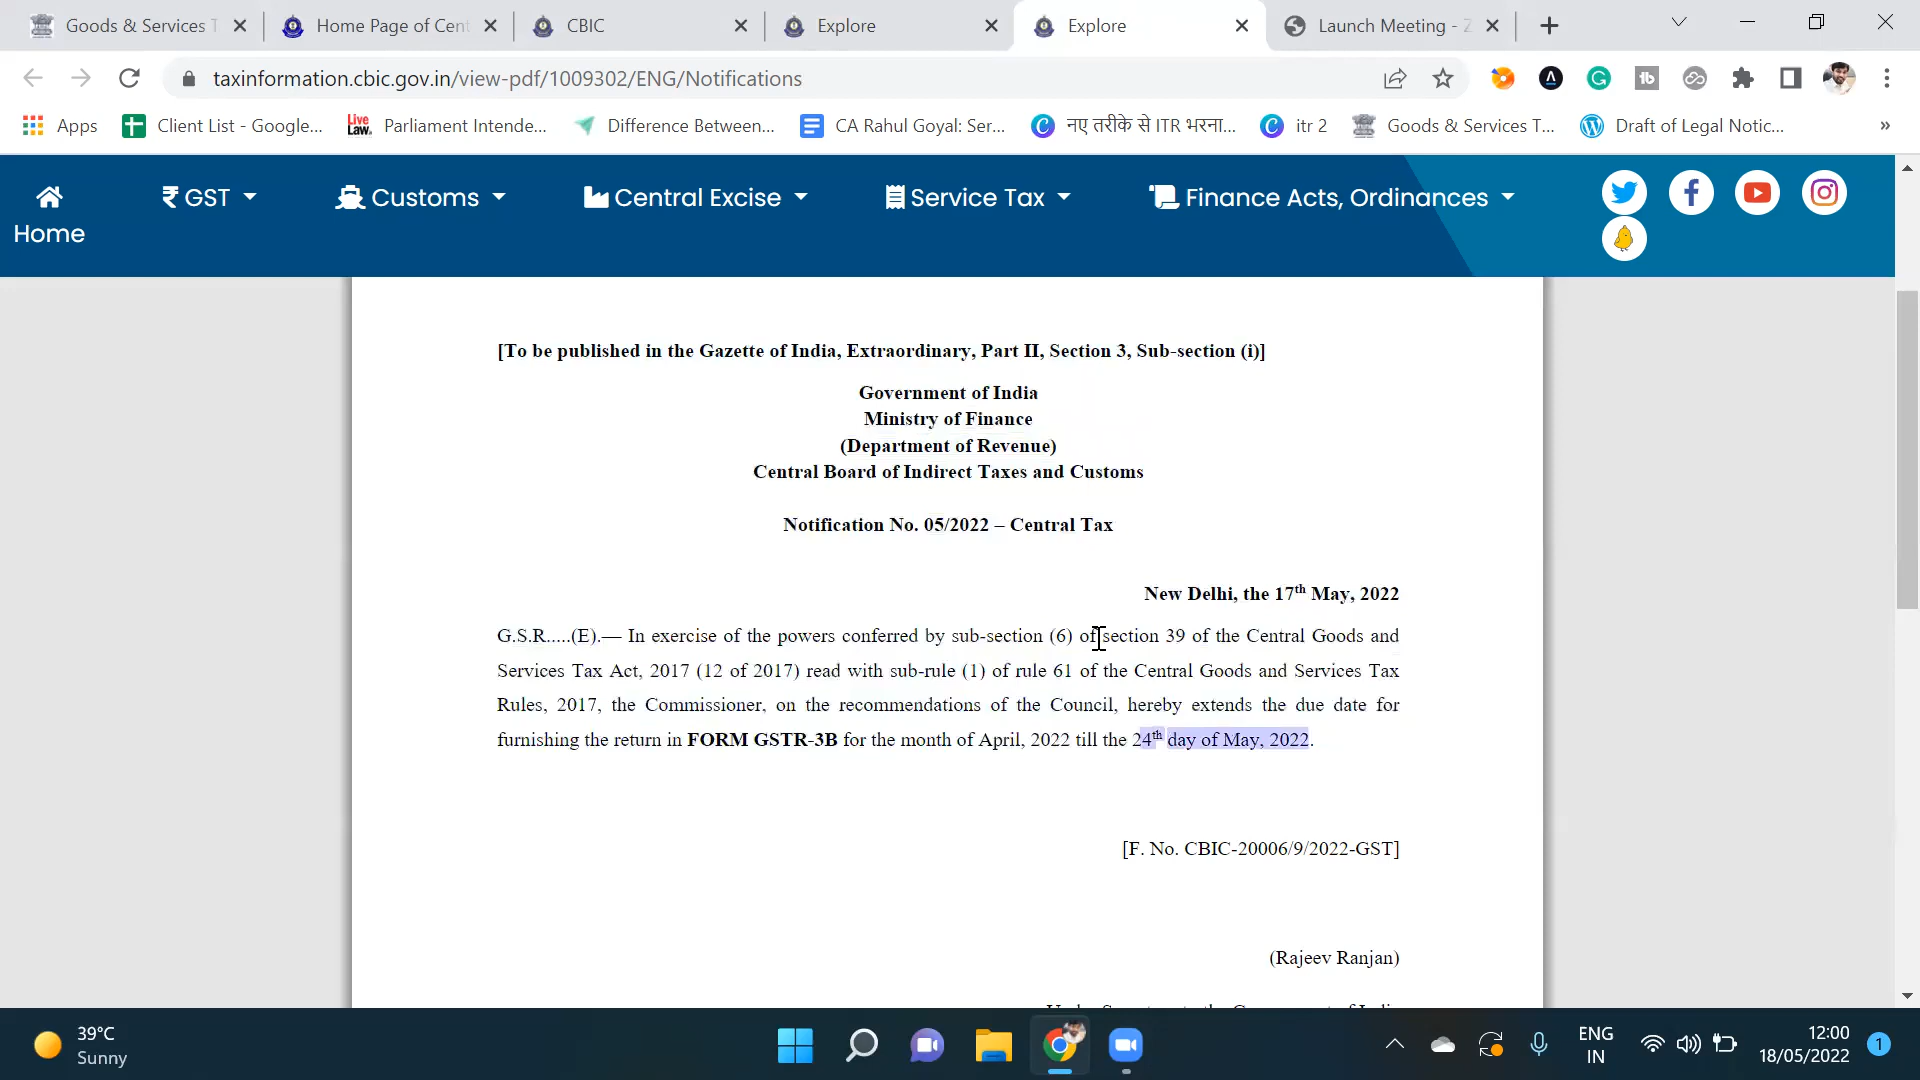 Goods & Services T
Home Page of Cent
CBIC
Explore
Explore
Launch Meeting - Z
taxinformation.cbic.gov.in/view-pdf/1009302/ENG/Notifications
Apps
Client List - Google...
Live Law.
Parliament Intende...
Difference Between...
CA Rahul Goyal: Ser...
नए तरीके से ITR भरना...
itr 2
Goods & Services T...
Draft of Legal Notic...
»
Home
₹ GST
Customs
Central Excise
Service Tax
Finance Acts, Ordinances
[To be published in the Gazette of India, Extraordinary, Part II, Section 3, Sub-section (i)]
Government of India
Ministry of Finance
(Department of Revenue)
Central Board of Indirect Taxes and Customs
Notification No. 05/2022 – Central Tax
New Delhi, the 17th May, 2022
G.S.R.....(E).— In exercise of the powers conferred by sub-section (6) of section 39 of the Central Goods and
Services Tax Act, 2017 (12 of 2017) read with sub-rule (1) of rule 61 of the Central Goods and Services Tax
Rules, 2017, the Commissioner, on the recommendations of the Council, hereby extends the due date for
furnishing the return in FORM GSTR-3B for the month of April, 2022 till the 24th day of May, 2022.
[F. No. CBIC-20006/9/2022-GST]
(Rajeev Ranjan)
39°C
Sunny
ENG
IN
12:00
18/05/2022
1